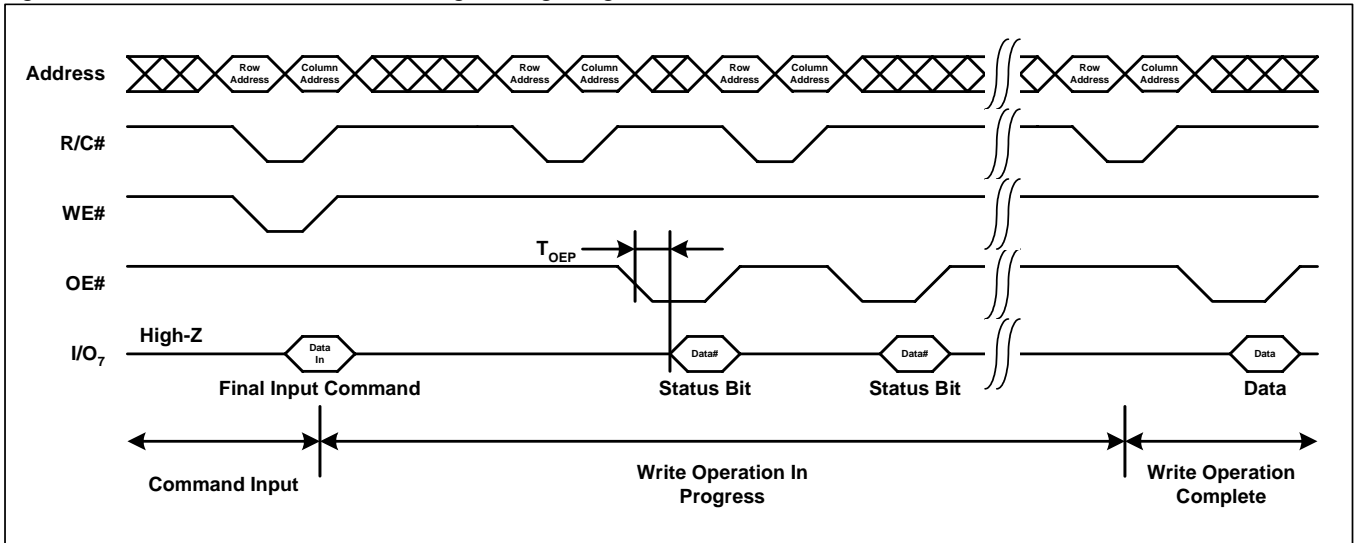 Address
Row
Address
Column
Address
Row
Address
Column
Address
Row
Address
Column
Address
Row
Address
Column
Address
R/C#
WE#
TOEP
OE#
High-Z
I/O7
Data
In
Data#
Data#
Data
Final Input Command
Status Bit
Status Bit
Data
Command Input
Write Operation In
Progress
Write Operation
Complete